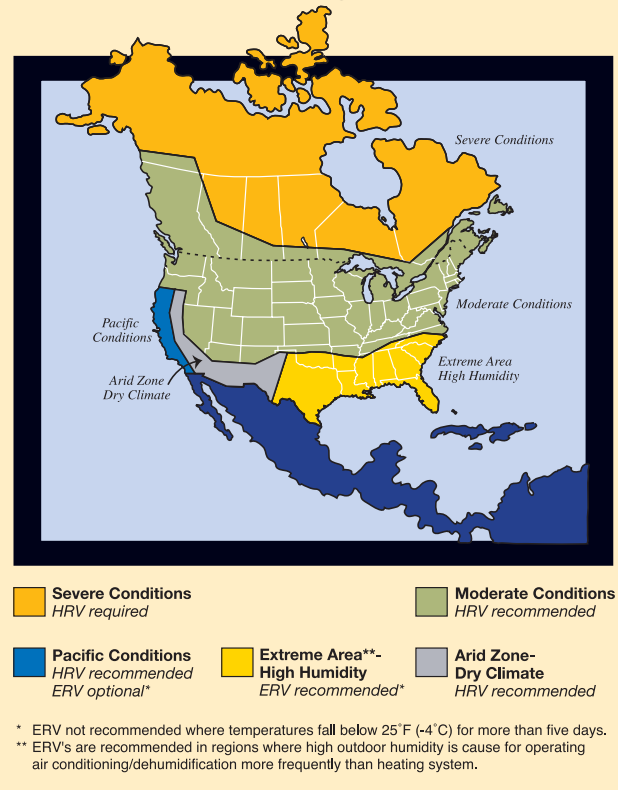 Severe Conditions
Moderate Conditions
Pacific
Conditions
Extreme Area
High Humidity
Arid Zone
Dry Climate
Severe Conditions
HRV required
Moderate Conditions
HRV recommended
Pacific Conditions
HRV recommended
ERV optional*
Extreme Area**-
High Humidity
ERV recommended*
Arid Zone-
Dry Climate
HRV recommended
* ERV not recommended where temperatures fall below 25˚F (-4˚C) for more than five days.
** ERV's are recommended in regions where high outdoor humidity is cause for operating
air conditioning/dehumidification more frequently than heating system.